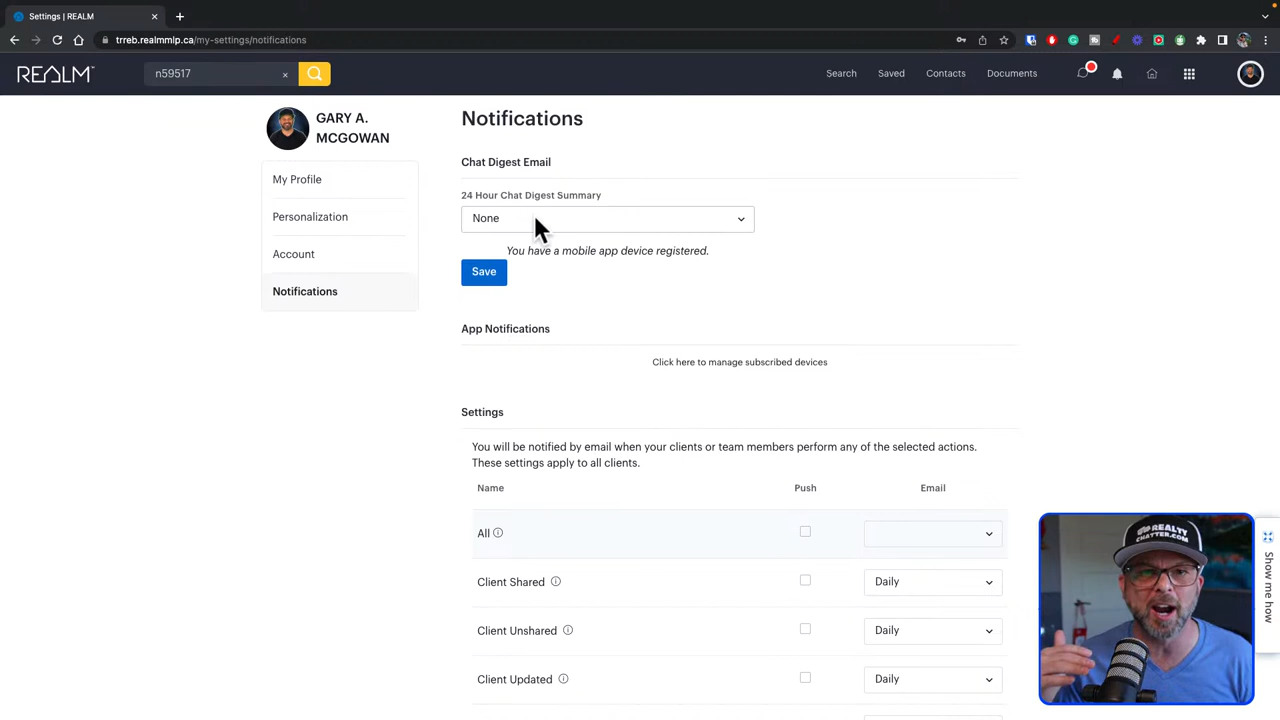 Settings | REALM
trreb.realmmlp.ca/my-settings/notifications
REALM
n59517
Search
Saved
Contacts
Documents
GARY A.
MCGOWAN
My Profile
Personalization
Account
Notifications
Notifications
Chat Digest Email
24 Hour Chat Digest Summary
None
You have a mobile app device registered.
Save
App Notifications
Click here to manage subscribed devices
Settings
You will be notified by email when your clients or team members perform any of the selected actions.
These settings apply to all clients.
Name Push Email
All
Client Shared Daily
Client Unshared Daily
Client Updated Daily
REALTY
CHATTER.COM
Show me how